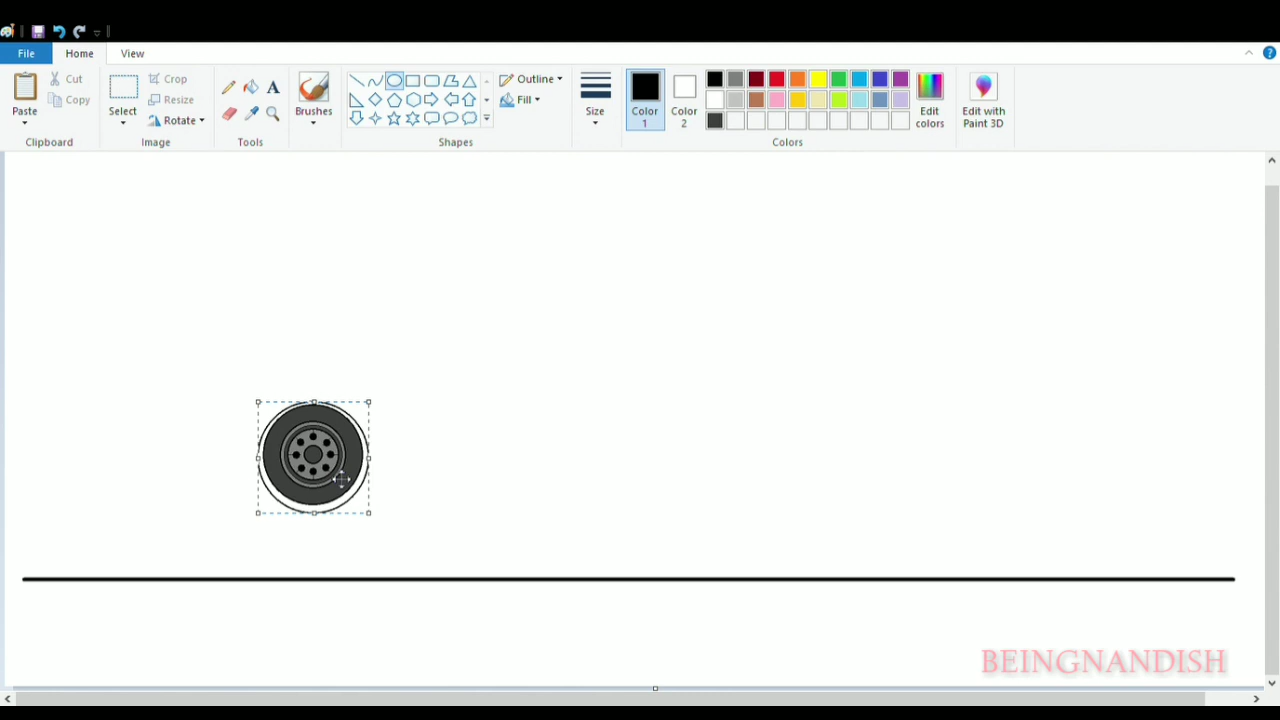 File Home View
Cut
Copy
Paste
Clipboard
Select
Crop
Resize
Rotate
Image
A
Tools
Brushes
Outline
Fill
Shapes
Size
Color 1
Color 2
Edit colors
Colors
Edit with Paint 3D
BEINGNANDISH